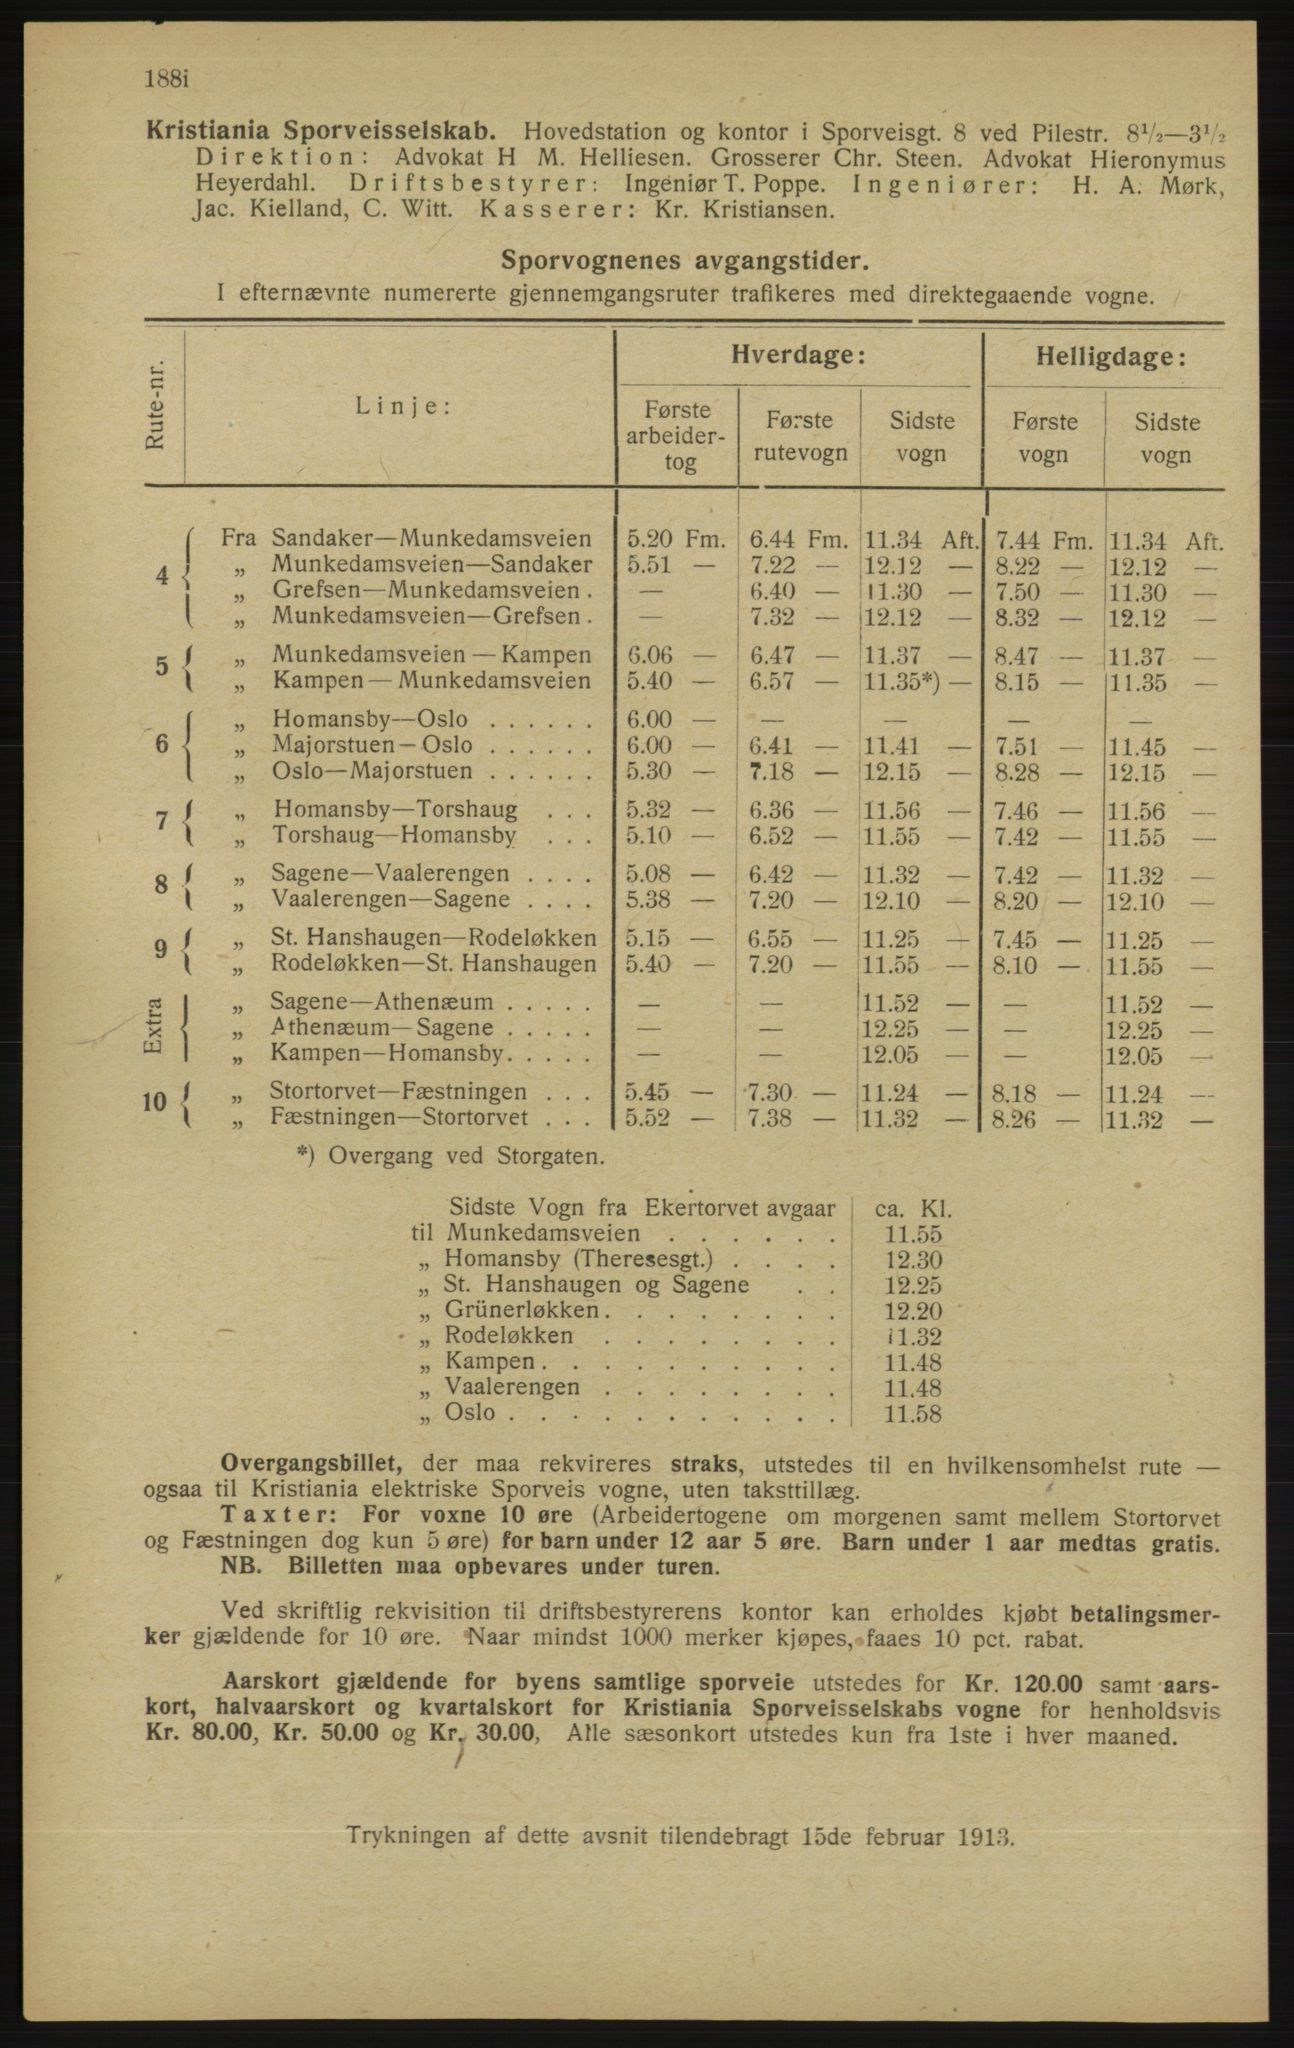 188i
Kristiania Sporveisselskab. Hovedstation og kontor i Sporveisgt. 8 ved Pilestr. 8½—3½
Direktion: Advokat H M. Helliesen. Grosserer Chr. Steen. Advokat Hieronymus
Heyerdahl. Driftsbestyrer: Ingeniør T. Poppe. Ingeniører: H. A. Mørk,
Jac. Kielland, C. Witt. Kasserer: Kr. Kristiansen.
Sporvognenes avgangstider.
I efternævnte numererte gjennemgangsruter trafikeres med direktegaaende vogne.
Rute-nr. Linje: Hverdage: Helligdage:
Første arbeider-tog Første rutevogn Sidste vogn Første vogn Sidste vogn
4 Fra Sandaker—Munkedamsveien 5.20 Fm. 6.44 Fm. 11.34 Aft. 7.44 Fm. 11.34 Aft.
„ Munkedamsveien—Sandaker 5.51 — 7.22 — 12.12 — 8.22 — 12.12 —
„ Grefsen—Munkedamsveien . — 6.40 — 11.30 — 7.50 — 11.30 —
„ Munkedamsveien—Grefsen . — 7.32 — 12.12 — 8.32 — 12.12 —
5 „ Munkedamsveien — Kampen 6.06 — 6.47 — 11.37 — 8.47 — 11.37 —
„ Kampen — Munkedamsveien 5.40 — 6.57 — 11.35*) — 8.15 — 11.35 —
6 „ Homansby—Oslo . . . . . . 6.00 — — — — —
„ Majorstuen—Oslo . . . . . . 6.00 — 6.41 — 11.41 — 7.51 — 11.45 —
„ Oslo—Majorstuen . . . . . . 5.30 — 7.18 — 12.15 — 8.28 — 12.15 —
7 „ Homansby—Torshaug . . . 5.32 — 6.36 — 11.56 — 7.46 — 11.56 —
„ Torshaug—Homansby . . . 5.10 — 6.52 — 11.55 — 7.42 — 11.55 —
8 „ Sagene—Vaalerengen . . . . 5.08 — 6.42 — 11.32 — 7.42 — 11.32 —
„ Vaalerengen—Sagene . . . . 5.38 — 7.20 — 12.10 — 8.20 — 12.10 —
9 „ St. Hanshaugen—Rodeløkken 5.15 — 6.55 — 11.25 — 7.45 — 11.25 —
„ Rodeløkken—St. Hanshaugen 5.40 — 7.20 — 11.55 — 8.10 — 11.55 —
Extra „ Sagene—Athenæum . . . . . — — 11.52 — — 11.52 —
„ Athenæum—Sagene . . . . . — — 12.25 — — 12.25 —
„ Kampen—Homansby. . . . . — — 12.05 — — 12.05 —
10 „ Stortorvet—Fæstningen . . . 5.45 — 7.30 — 11.24 — 8.18 — 11.24 —
„ Fæstningen—Stortorvet . . . 5.52 — 7.38 — 11.32 — 8.26 — 11.32 —
*) Overgang ved Storgaten.
Sidste Vogn fra Ekertorvet avgaar ca. Kl.
til Munkedamsveien . . . . . . 11.55
„ Homansby (Theresesgt.) . . . . 12.30
„ St. Hanshaugen og Sagene . . 12.25
„ Grünerløkken. . . . . . . . 12.20
„ Rodeløkken . . . . . . . . 11.32
„ Kampen. . . . . . . . . . 11.48
„ Vaalerengen . . . . . . . . 11.48
„ Oslo . . . . . . . . . . . 11.58
Overgangsbillet, der maa rekvireres straks, utstedes til en hvilkensomhelst rute —
ogsaa til Kristiania elektriske Sporveis vogne, uten taksttillæg.
Taxter: For voxne 10 øre (Arbeidertogene om morgenen samt mellem Stortorvet
og Fæstningen dog kun 5 øre) for barn under 12 aar 5 øre. Barn under 1 aar medtas gratis.
NB. Billetten maa opbevares under turen.
Ved skriftlig rekvisition til driftsbestyrerens kontor kan erholdes kjøbt betalingsmer-
ker gjældende for 10 øre. Naar mindst 1000 merker kjøpes, faaes 10 pct. rabat.
Aarskort gjældende for byens samtlige sporveie utstedes for Kr. 120.00 samt aars-
kort, halvaarskort og kvartalskort for Kristiania Sporveisselskabs vogne for henholdsvis
Kr. 80.00, Kr. 50.00 og Kr. 30.00, Alle sæsonkort utstedes kun fra 1ste i hver maaned.
Trykningen af dette avsnit tilendebragt 15de februar 1913.